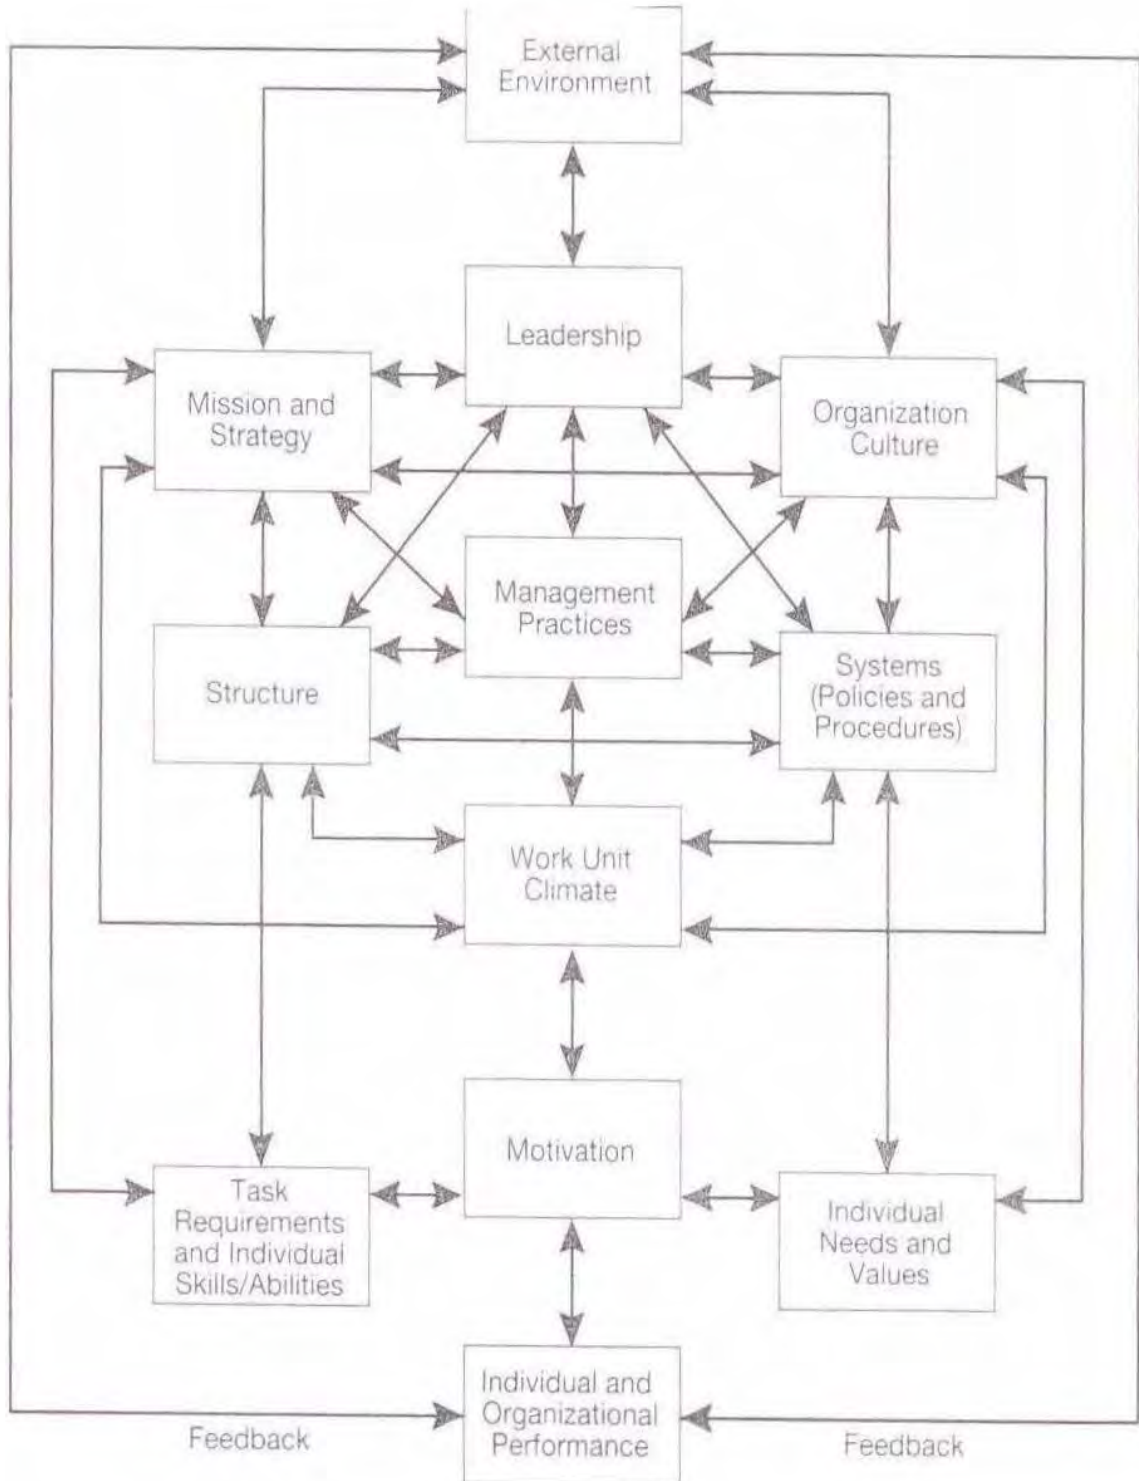 External
Environment
Leadership
Mission and
Strategy
Organization
Culture
Management
Practices
Structure
Systems
(Policies and
Procedures)
Work Unit
Climate
Motivation
Task
Requirements
and Individual
Skills/Abilities
Individual
Needs and
Values
Individual and
Organizational
Performance
Feedback
Feedback